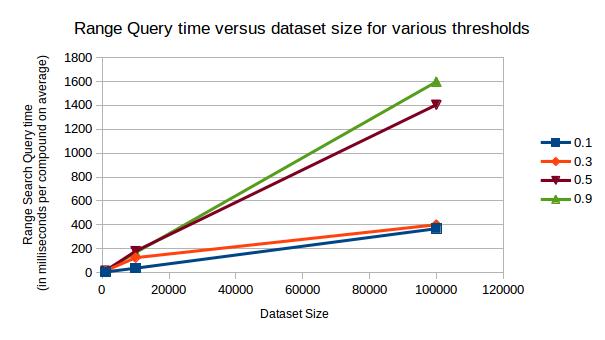 Range Query time versus dataset size for various thresholds
Range Search Query time
(in milliseconds per compound on average)
1800
1600
1400
1200
1000
800
600
400
200
0
0 20000 40000 60000 80000 100000 120000
Dataset Size
0.1
0.3
0.5
0.9